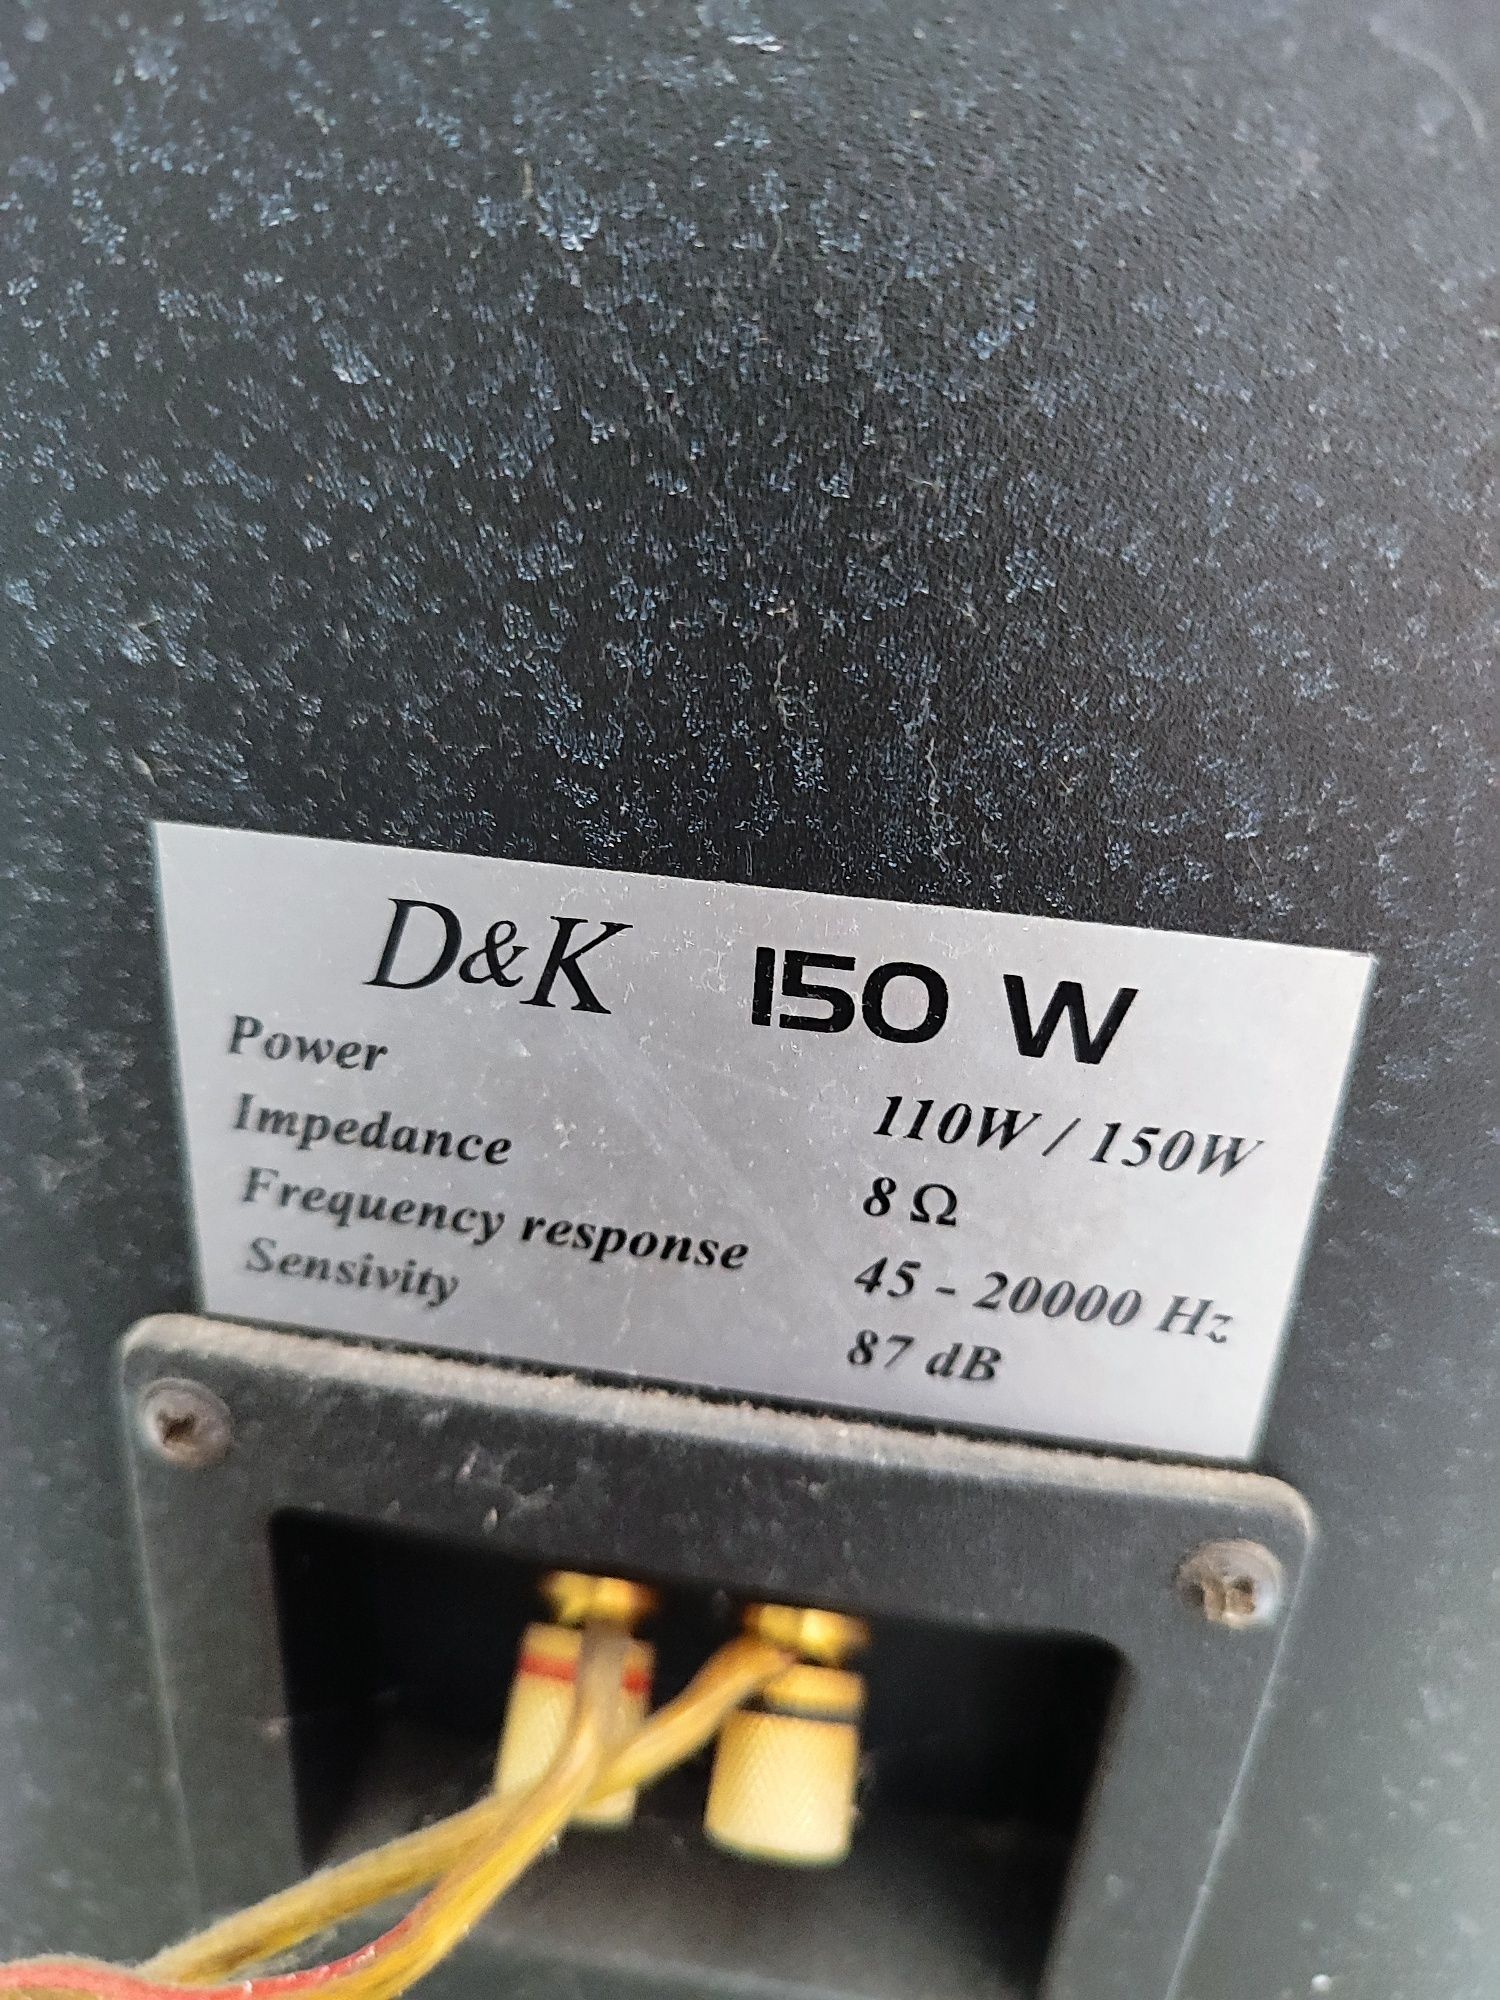 D&K 150 W
Power 110W / 150W
Impedance 8 Ω
Frequency response 45 - 20000 Hz
Sensivity 87 dB